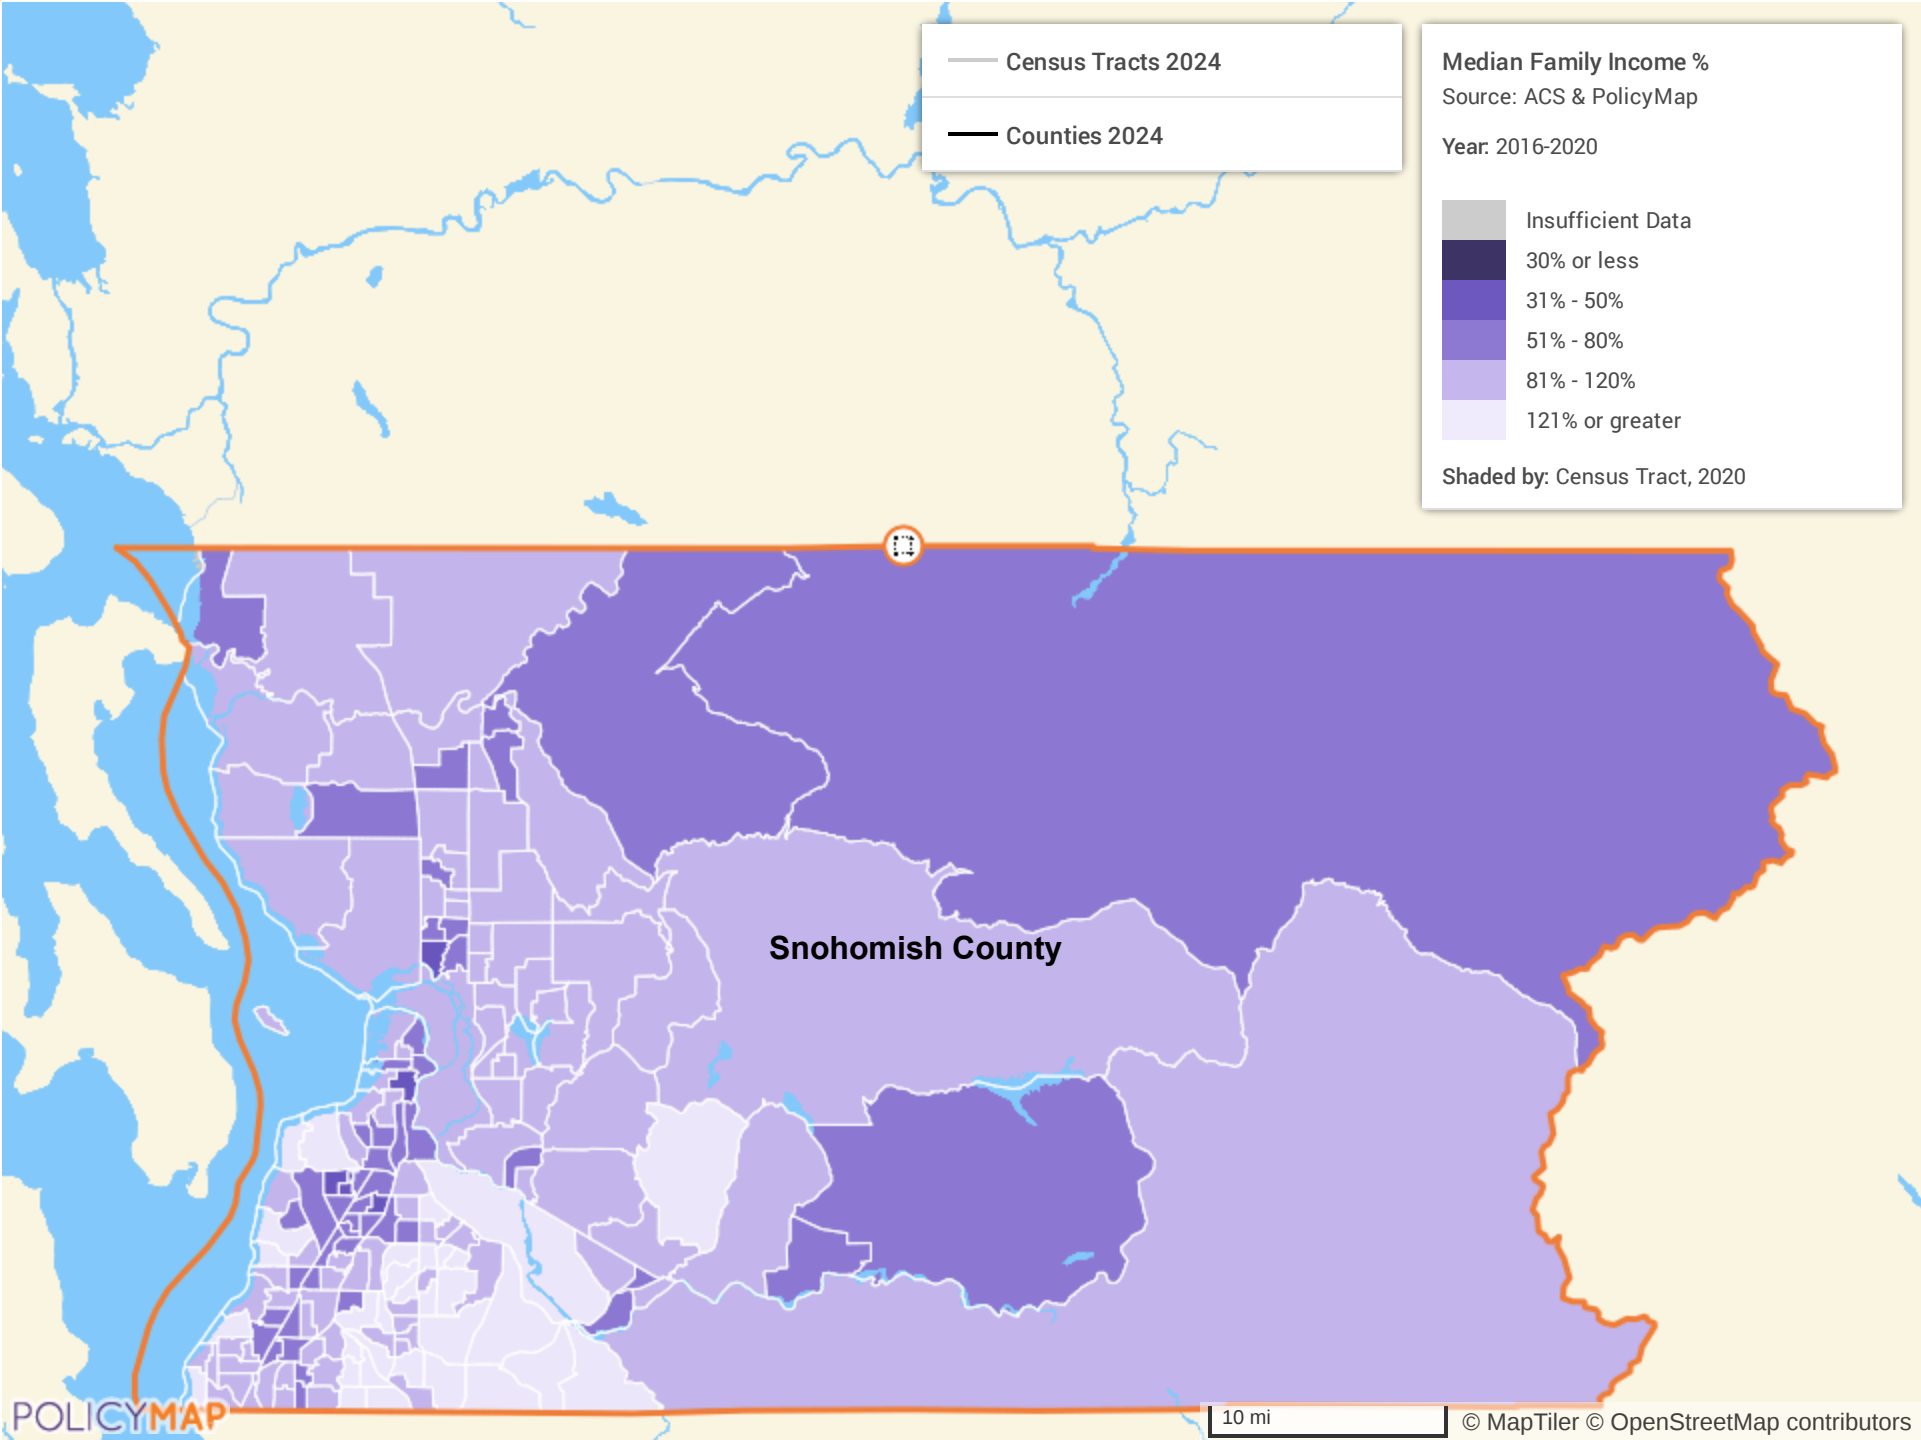 Census Tracts 2024
Counties 2024
Median Family Income %
Source: ACS & PolicyMap
Year: 2016-2020
Insufficient Data
30% or less
31% - 50%
51% - 80%
81% - 120%
121% or greater
Shaded by: Census Tract, 2020
Snohomish County
POLICYMAP
10 mi
© MapTiler © OpenStreetMap contributors